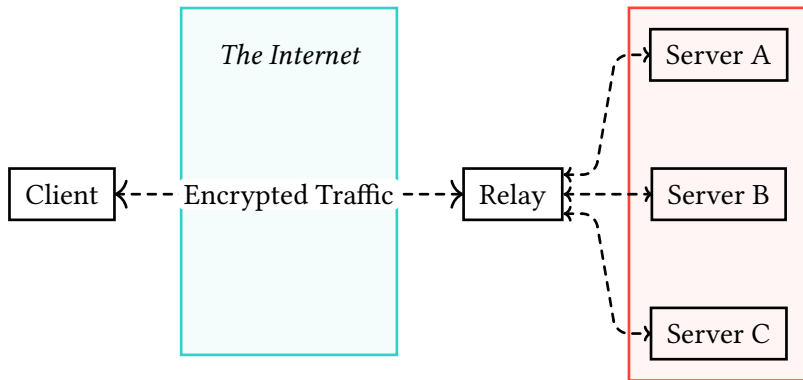 The Internet
Server A
Client
Encrypted Traffic
Relay
Server B
Server C